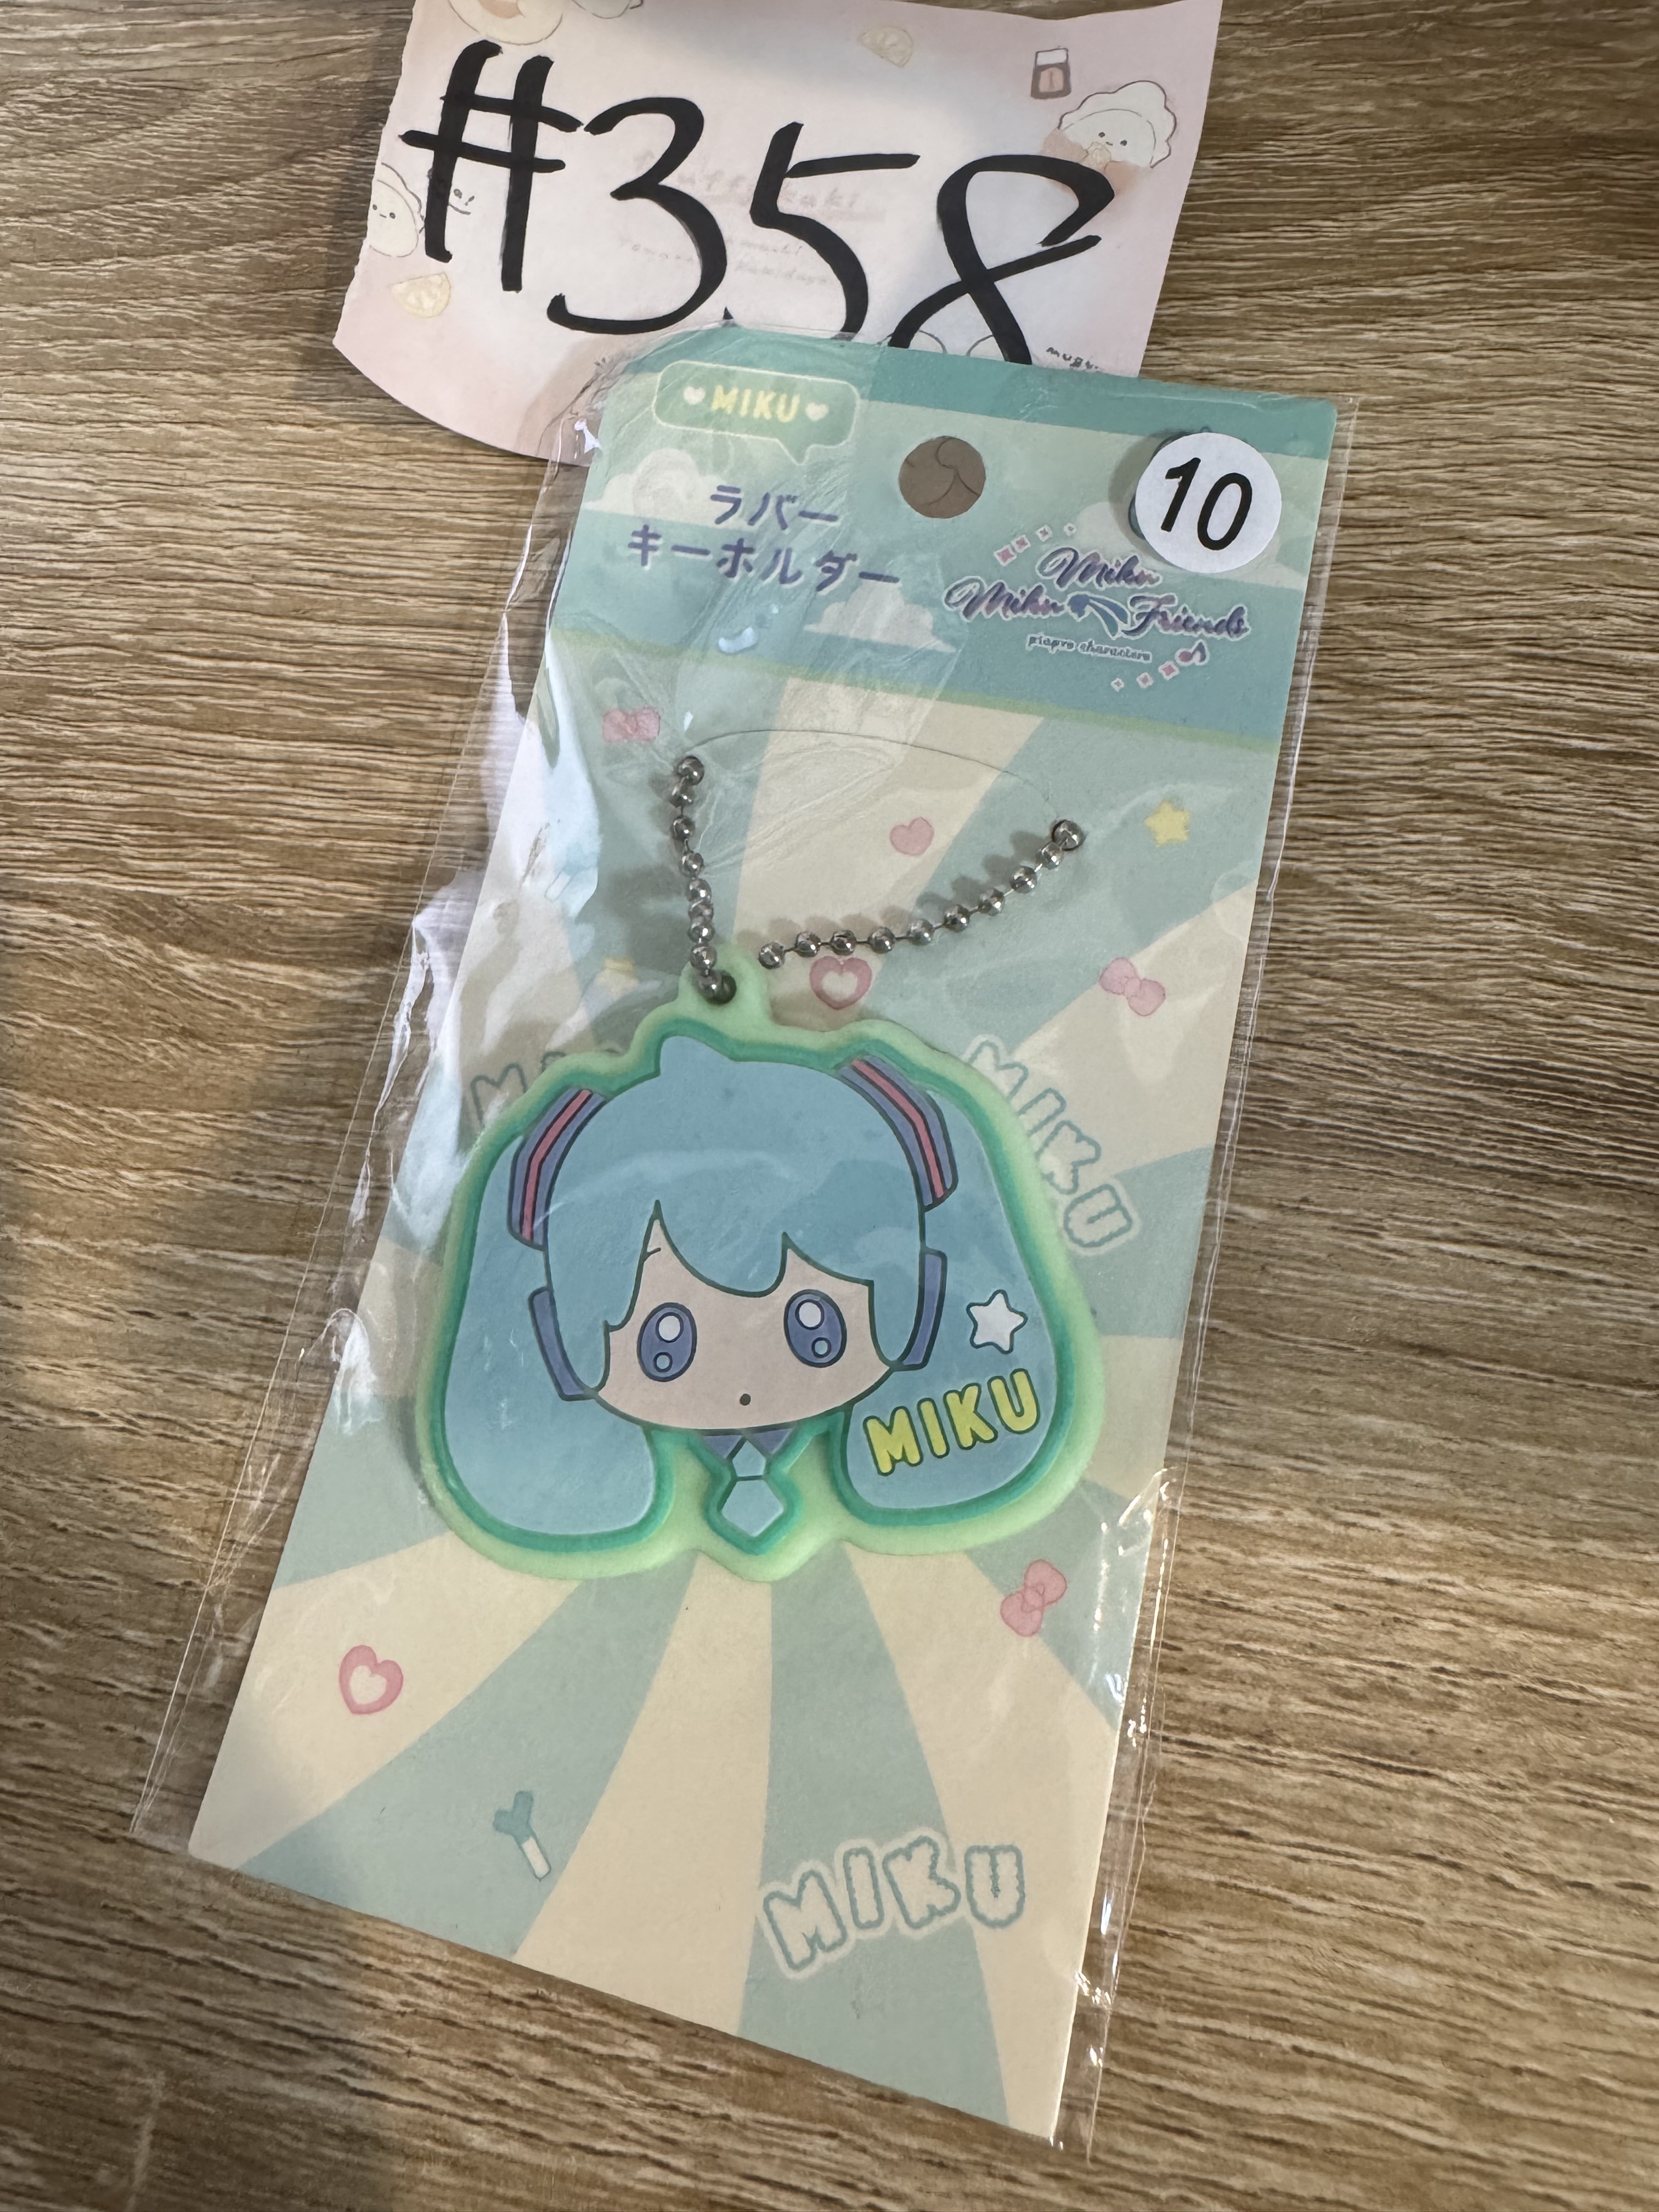 #358
MIKU
10
ラバー
キーホルダー
Miku
Miku Friends
piapro characters
MIKU
MIKU
MIKU